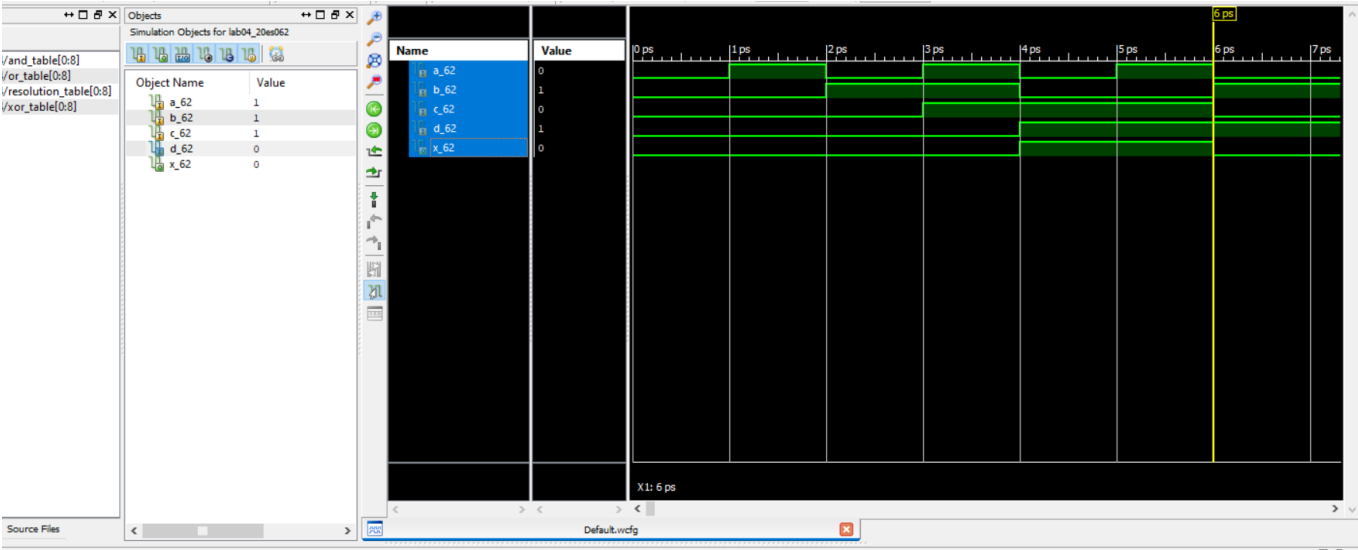 /and_table[0:8]
/or_table[0:8]
/resolution_table[0:8]
/xor_table[0:8]
Source Files
Objects
Simulation Objects for lab04_20es062
Object Name Value
a_62 1
b_62 1
c_62 1
d_62 0
x_62 0
Name Value
a_62 0
b_62 1
c_62 0
d_62 1
x_62 0
6 ps
0 ps 1 ps 2 ps 3 ps 4 ps 5 ps 6 ps 7 ps
X1: 6 ps
Default.wcfg